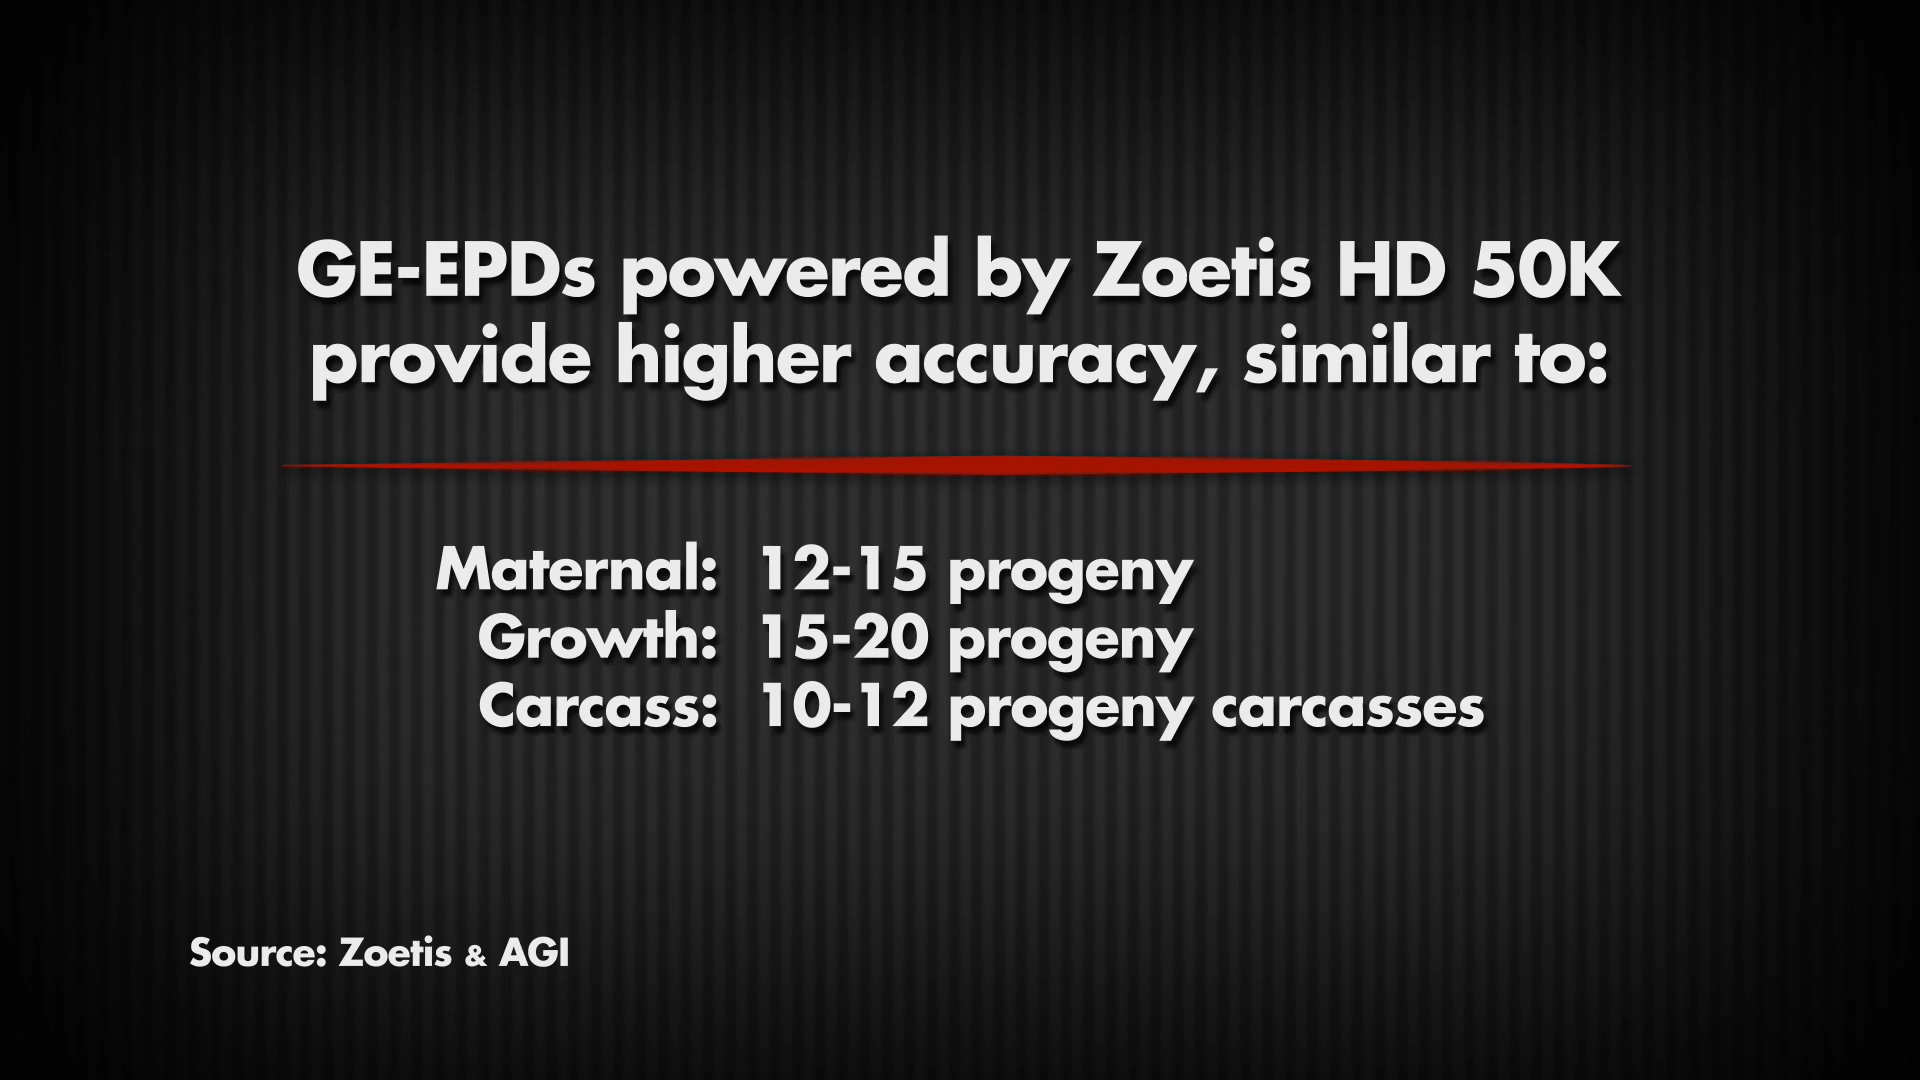 GE-EPDs powered by Zoetis HD 50K
provide higher accuracy, similar to:
Maternal: 12-15 progeny
Growth: 15-20 progeny
Carcass: 10-12 progeny carcasses
Source: Zoetis & AGI